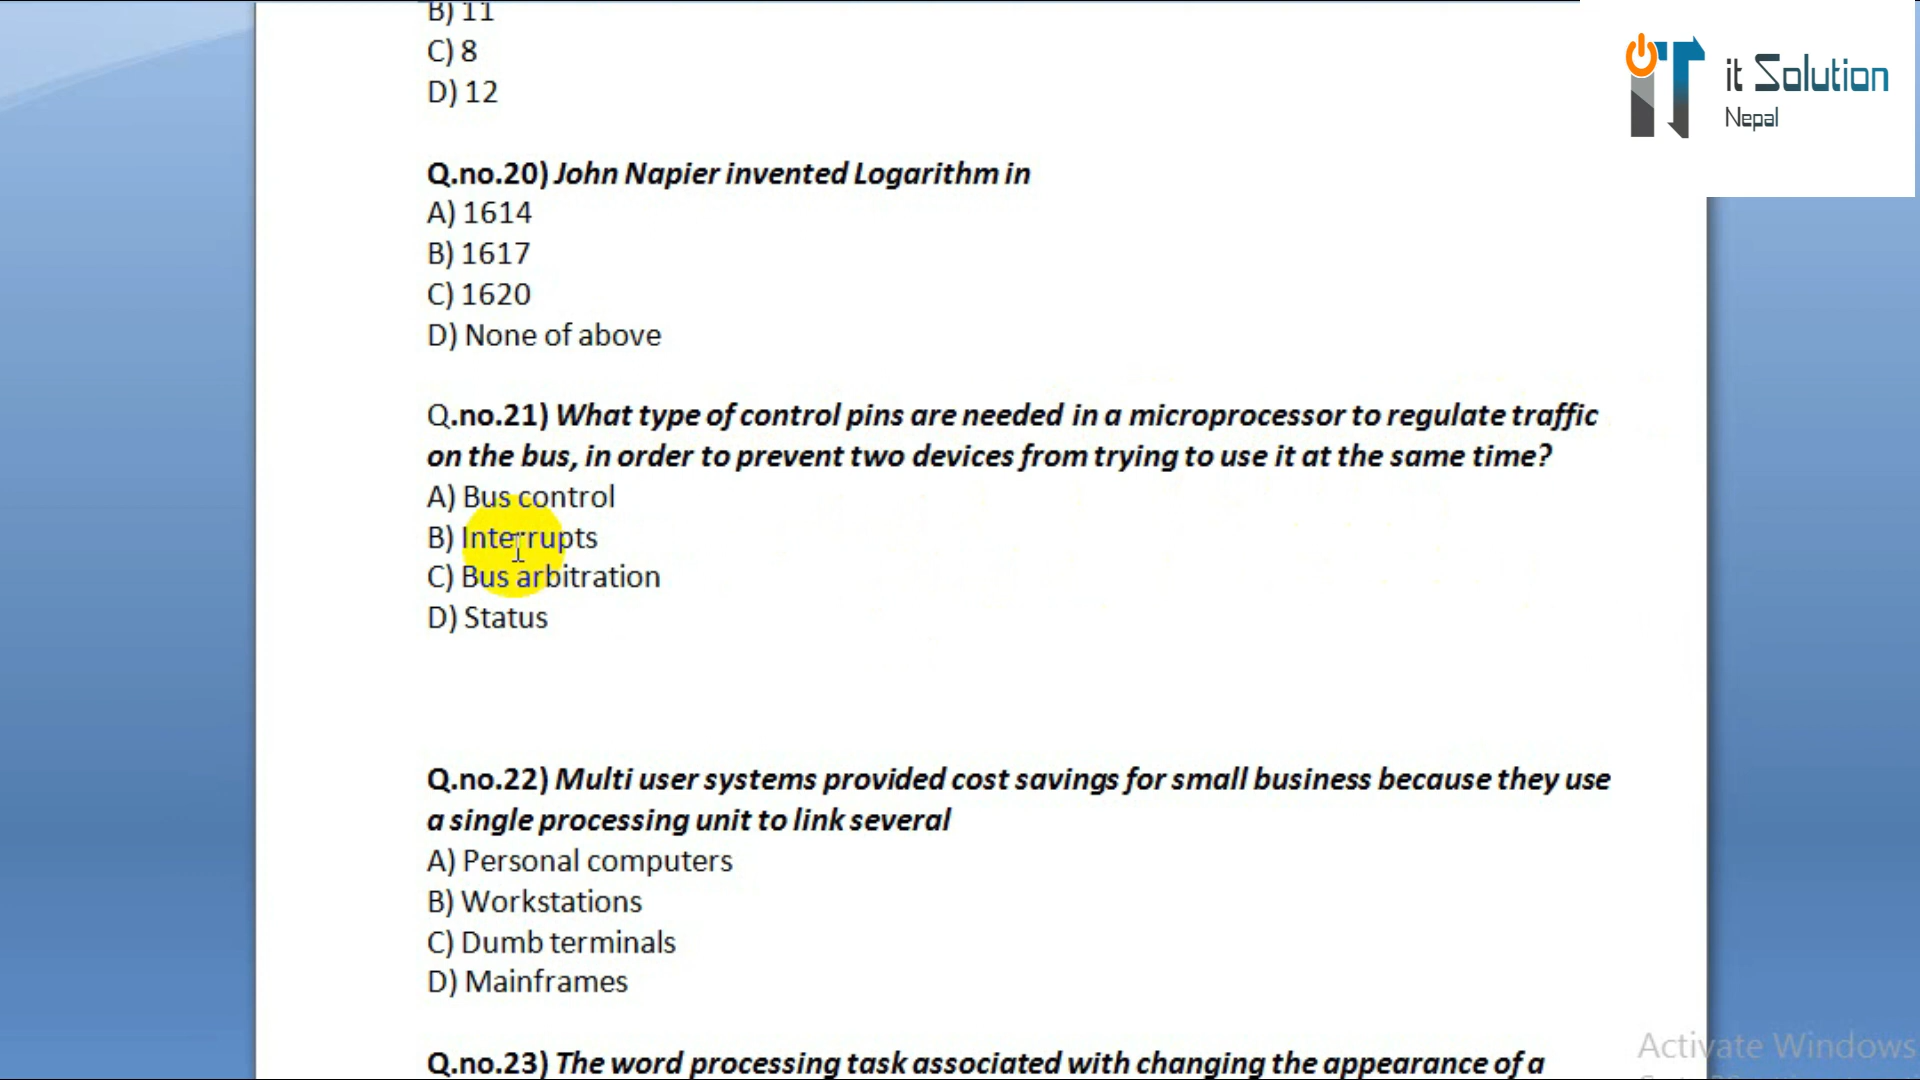 B) 11
C) 8
D) 12
it Solution
Nepal
Q.no.20) John Napier invented Logarithm in
A) 1614
B) 1617
C) 1620
D) None of above
Q.no.21) What type of control pins are needed in a microprocessor to regulate traffic
on the bus, in order to prevent two devices from trying to use it at the same time?
A) Bus control
B) Interrupts
C) Bus arbitration
D) Status
Q.no.22) Multi user systems provided cost savings for small business because they use
a single processing unit to link several
A) Personal computers
B) Workstations
C) Dumb terminals
D) Mainframes
Q.no.23) The word processing task associated with changing the appearance of a
Activate Windows